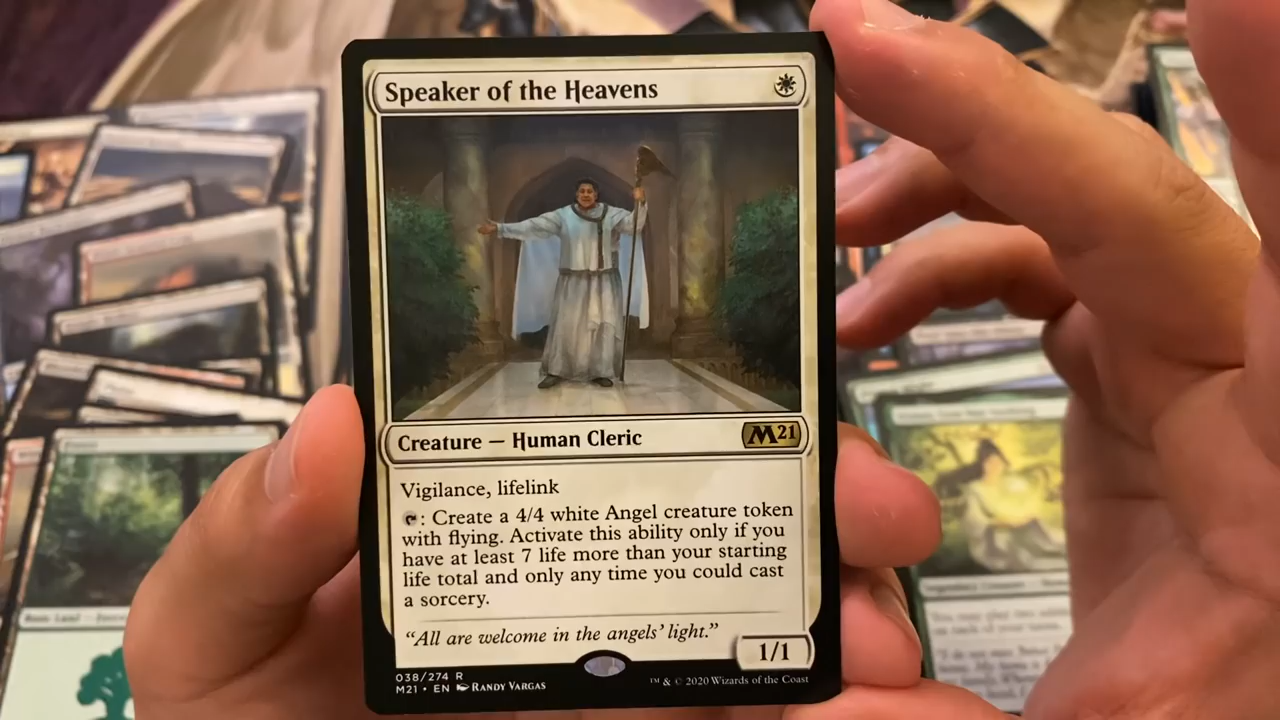 Speaker of the Heavens
Creature — Human Cleric
M21
Vigilance, lifelink
: Create a 4/4 white Angel creature token
with flying. Activate this ability only if you
have at least 7 life more than your starting
life total and only any time you could cast
a sorcery.
“All are welcome in the angels’ light.”
1/1
038/274 R
M21 • EN Randy Vargas
™ & © 2020 Wizards of the Coast